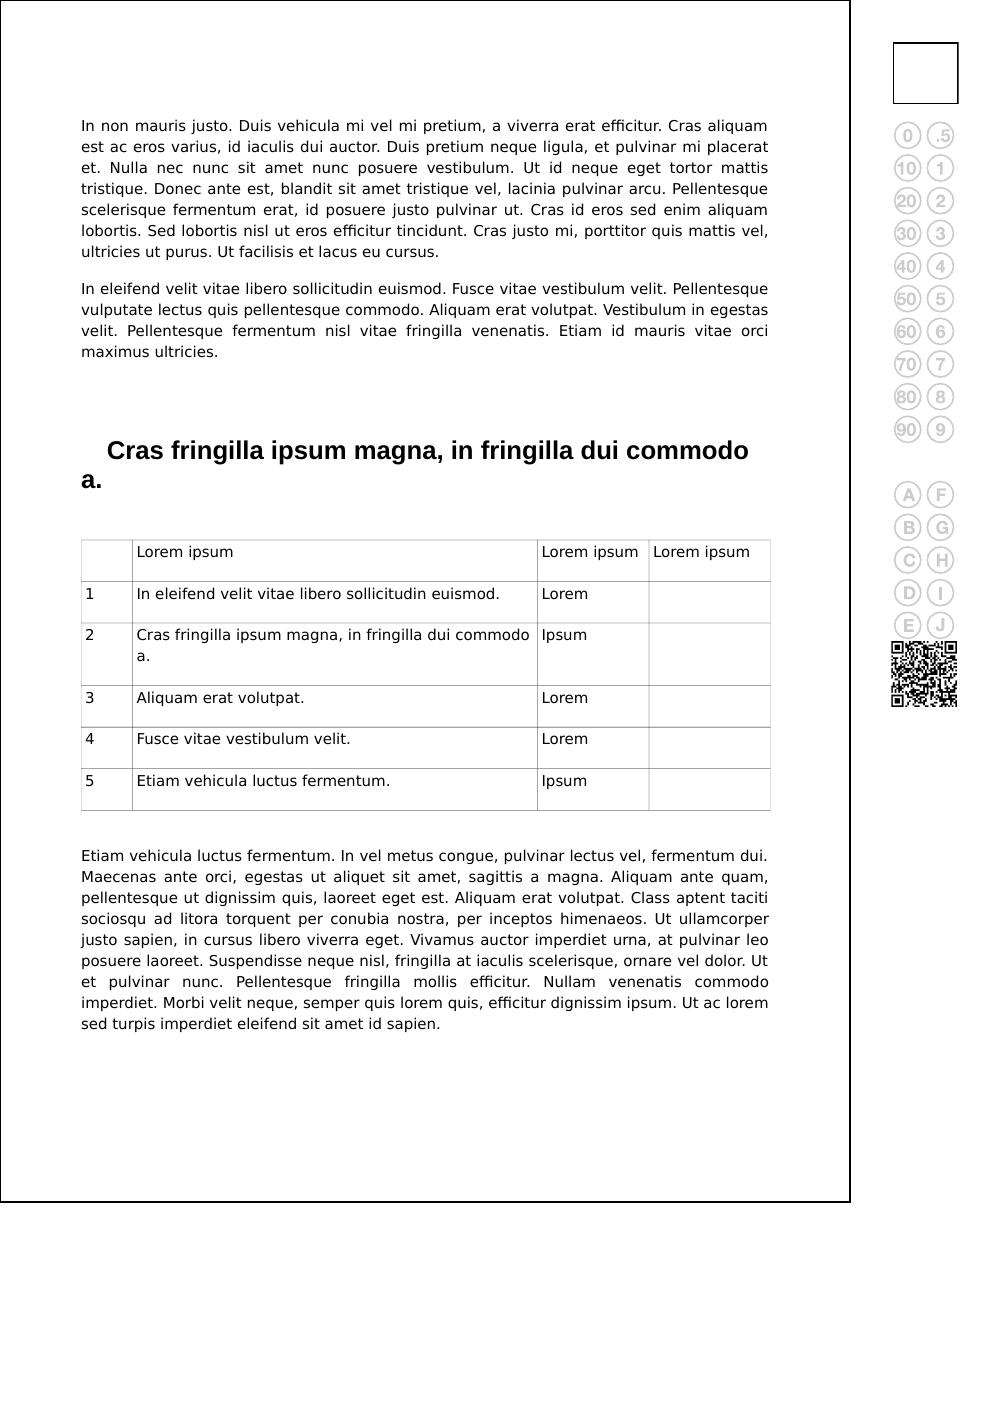 In non mauris justo. Duis vehicula mi vel mi pretium, a viverra erat efficitur. Cras aliquam
est ac eros varius, id iaculis dui auctor. Duis pretium neque ligula, et pulvinar mi placerat
et. Nulla nec nunc sit amet nunc posuere vestibulum. Ut id neque eget tortor mattis
tristique. Donec ante est, blandit sit amet tristique vel, lacinia pulvinar arcu. Pellentesque
scelerisque fermentum erat, id posuere justo pulvinar ut. Cras id eros sed enim aliquam
lobortis. Sed lobortis nisl ut eros efficitur tincidunt. Cras justo mi, porttitor quis mattis vel,
ultricies ut purus. Ut facilisis et lacus eu cursus.
In eleifend velit vitae libero sollicitudin euismod. Fusce vitae vestibulum velit. Pellentesque
vulputate lectus quis pellentesque commodo. Aliquam erat volutpat. Vestibulum in egestas
velit. Pellentesque fermentum nisl vitae fringilla venenatis. Etiam id mauris vitae orci
maximus ultricies.
Cras fringilla ipsum magna, in fringilla dui commodo
a.
Lorem ipsum Lorem ipsum Lorem ipsum
1 In eleifend velit vitae libero sollicitudin euismod. Lorem
2 Cras fringilla ipsum magna, in fringilla dui commodo Ipsum
a.
3 Aliquam erat volutpat. Lorem
4 Fusce vitae vestibulum velit. Lorem
5 Etiam vehicula luctus fermentum. Ipsum
Etiam vehicula luctus fermentum. In vel metus congue, pulvinar lectus vel, fermentum dui.
Maecenas ante orci, egestas ut aliquet sit amet, sagittis a magna. Aliquam ante quam,
pellentesque ut dignissim quis, laoreet eget est. Aliquam erat volutpat. Class aptent taciti
sociosqu ad litora torquent per conubia nostra, per inceptos himenaeos. Ut ullamcorper
justo sapien, in cursus libero viverra eget. Vivamus auctor imperdiet urna, at pulvinar leo
posuere laoreet. Suspendisse neque nisl, fringilla at iaculis scelerisque, ornare vel dolor. Ut
et pulvinar nunc. Pellentesque fringilla mollis efficitur. Nullam venenatis commodo
imperdiet. Morbi velit neque, semper quis lorem quis, efficitur dignissim ipsum. Ut ac lorem
sed turpis imperdiet eleifend sit amet id sapien.
0 .5
10 1
20 2
30 3
40 4
50 5
60 6
70 7
80 8
90 9
A F
B G
C H
D I
E J